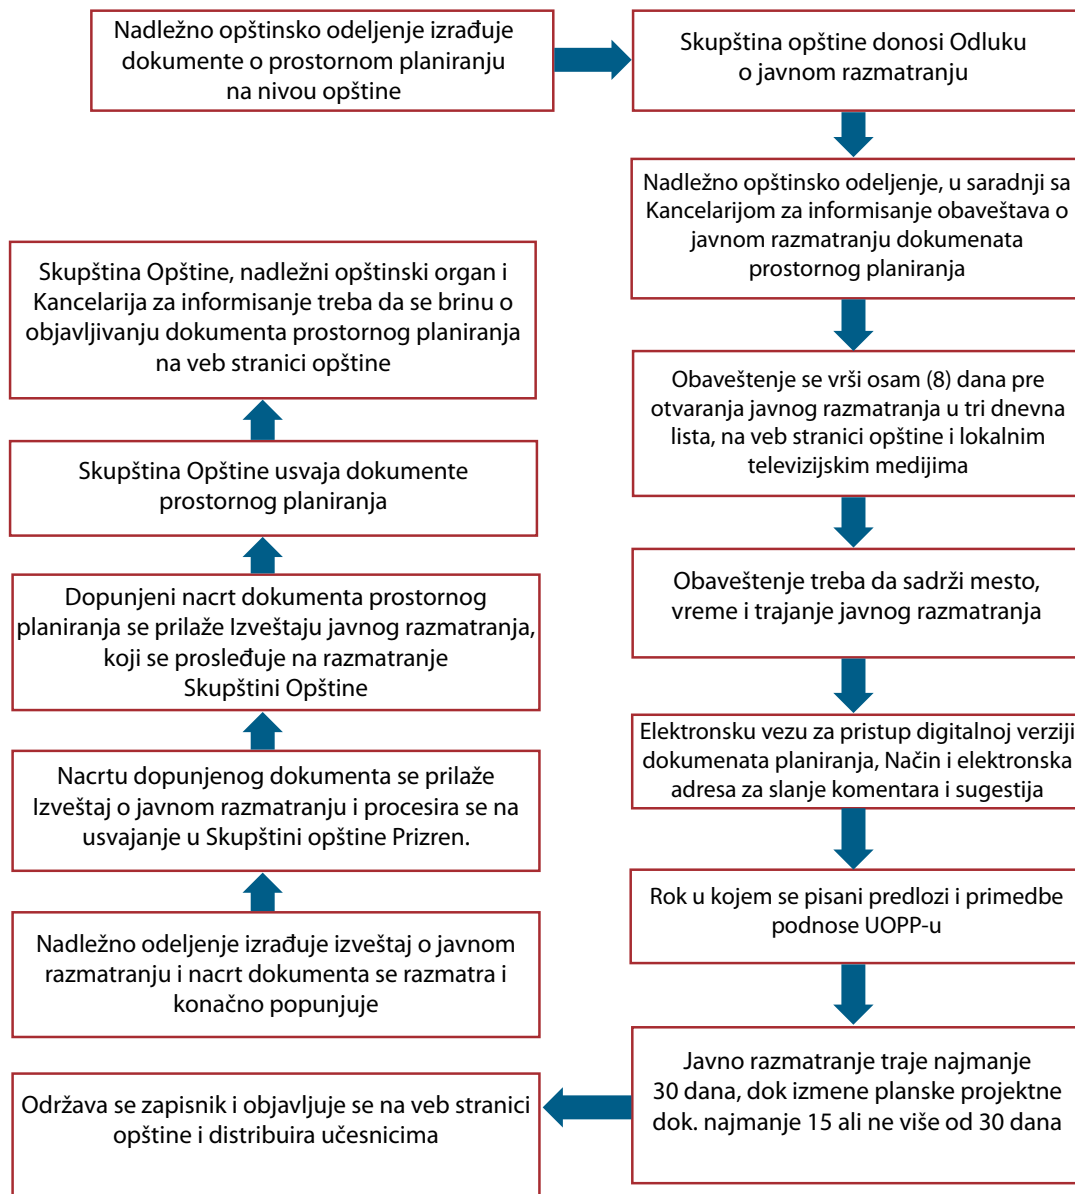 Nadležno opštinsko odeljenje izrađuje
dokumente o prostornom planiranju
na nivou opštine
Skupština opštine donosi Odluku
o javnom razmatranju
Nadležno opštinsko odeljenje, u saradnji sa
Kancelarijom za informisanje obaveštava o
javnom razmatranju dokumenata
prostornog planiranja
Obaveštenje se vrši osam (8) dana pre
otvaranja javnog razmatranja u tri dnevna
lista, na veb stranici opštine i lokalnim
televizijskim medijima
Obaveštenje treba da sadrži mesto,
vreme i trajanje javnog razmatranja
Elektronsku vezu za pristup digitalnoj verziji
dokumenata planiranja, Način i elektronska
adresa za slanje komentara i sugestija
Rok u kojem se pisani predlozi i primedbe
podnose UOPP-u
Javno razmatranje traje najmanje
30 dana, dok izmene planske projektne
dok. najmanje 15 ali ne više od 30 dana
Održava se zapisnik i objavljuje se na veb stranici
opštine i distribuira učesnicima
Nadležno odeljenje izrađuje izveštaj o javnom
razmatranju i nacrt dokumenta se razmatra i
konačno popunjuje
Nacrtu dopunjenog dokumenta se prilaže
Izveštaj o javnom razmatranju i procesira se na
usvajanje u Skupštini opštine Prizren.
Dopunjeni nacrt dokumenta prostornog
planiranja se prilaže Izveštaju javnog razmatranja,
koji se prosleđuje na razmatranje
Skupštini Opštine
Skupština Opštine usvaja dokumente
prostornog planiranja
Skupština Opštine, nadležni opštinski organ i
Kancelarija za informisanje treba da se brinu o
objavljivanju dokumenta prostornog planiranja
na veb stranici opštine